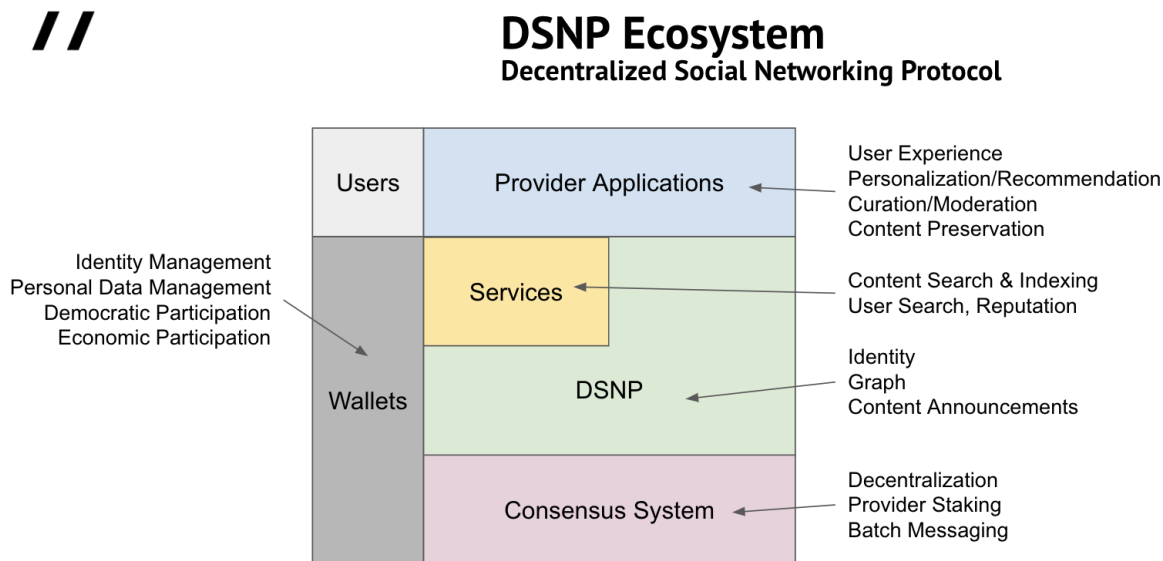 //
DSNP Ecosystem
Decentralized Social Networking Protocol
Users
Provider Applications
User Experience
Personalization/Recommendation
Curation/Moderation
Content Preservation
Identity Management
Personal Data Management
Democratic Participation
Economic Participation
Services
Content Search & Indexing
User Search, Reputation
Wallets
DSNP
Identity
Graph
Content Announcements
Consensus System
Decentralization
Provider Staking
Batch Messaging